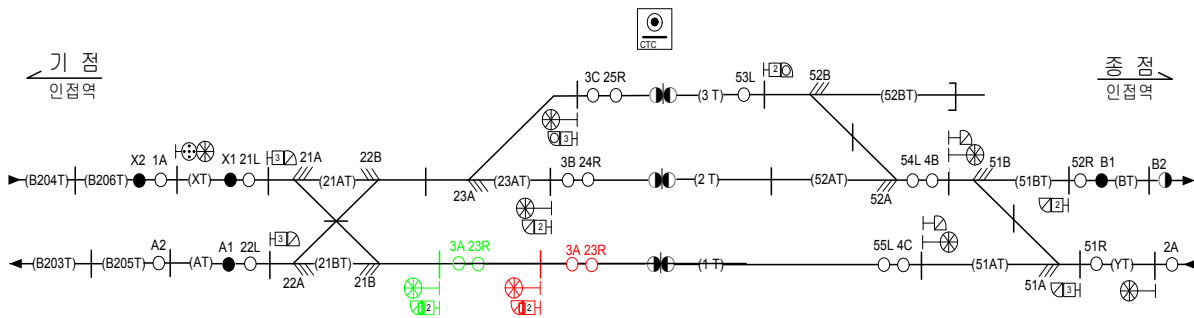 CTC
기 점
인접역
종 점
인접역
3C 25R
(3 T)
53L
2
52B
(52BT)
3
X2 1A
X1 21L
3
21A
22B
54L 4B
51B
52R B1
B2
(B204T)
(B206T)
(XT)
(21AT)
23A
(23AT)
3B 24R
(2 T)
(52AT)
52A
(51BT)
(BT)
2
2
A2
A1 22L
3
3A 23R
3A 23R
55L 4C
51R
2A
(B203T)
(B205T)
(AT)
22A
(21BT)
21B
(1 T)
(51AT)
51A
(YT)
3
2
2